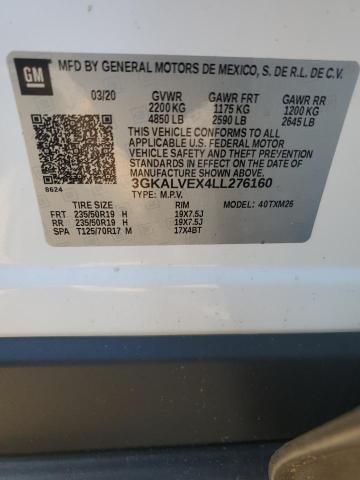 GM
MFD BY GENERAL MOTORS DE MEXICO, S. DE R.L. DE C.V.
03/20 GVWR GAWR FRT GAWR RR
2200 KG 1175 KG 1200 KG
4850 LB 2590 LB 2645 LB
THIS VEHICLE CONFORMS TO ALL
APPLICABLE U.S. FEDERAL MOTOR
VEHICLE SAFETY AND THEFT PREVENTION
STANDARDS IN EFFECT ON THE DATE OF
MANUFACTURE SHOWN ABOVE.
3GKALVEX4LL276160
8624 TYPE: M.P.V.
TIRE SIZE RIM 40TXM26
FRT 235/50R19 H 19X7.5J
RR 235/50R19 H 19X7.5J
SPA T125/70R17 M 17X4BT